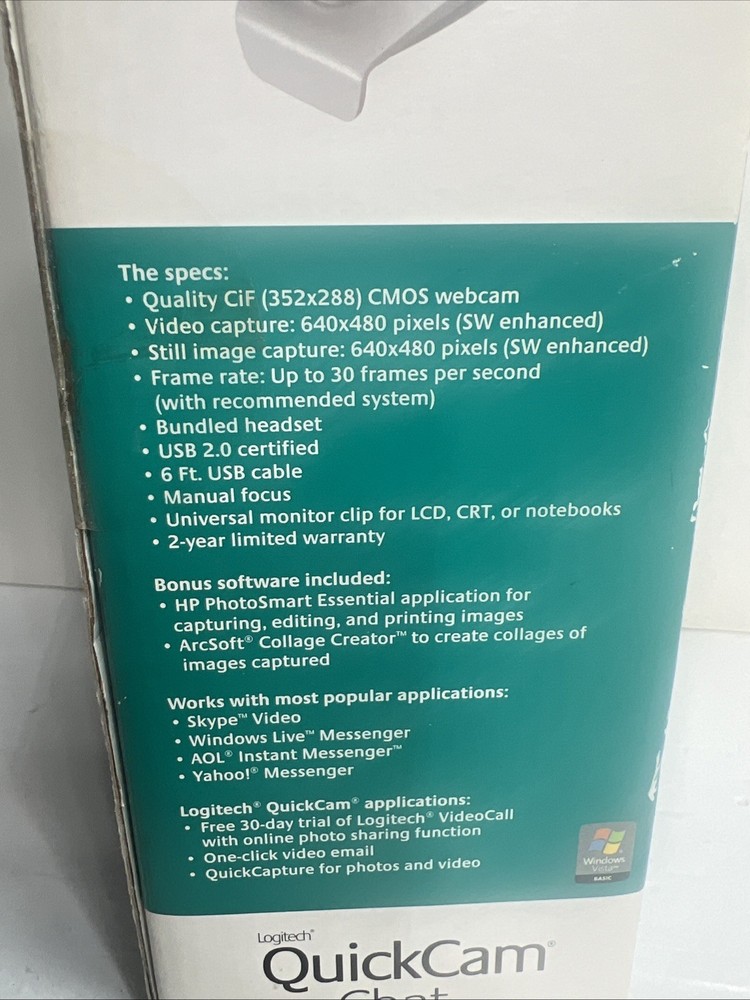 The specs:
• Quality CiF (352x288) CMOS webcam
• Video capture: 640x480 pixels (SW enhanced)
• Still image capture: 640x480 pixels (SW enhanced)
• Frame rate: Up to 30 frames per second
(with recommended system)
• Bundled headset
• USB 2.0 certified
• 6 Ft. USB cable
• Manual focus
• Universal monitor clip for LCD, CRT, or notebooks
• 2-year limited warranty
Bonus software included:
• HP PhotoSmart Essential application for
capturing, editing, and printing images
• ArcSoft® Collage Creator™ to create collages of
images captured
Works with most popular applications:
• Skype™ Video
• Windows Live™ Messenger
• AOL® Instant Messenger™
• Yahoo!® Messenger
Logitech® QuickCam® applications:
• Free 30-day trial of Logitech® VideoCall
with online photo sharing function
• One-click video email
• QuickCapture for photos and video
Windows
Vista™
BASIC
Logitech®
QuickCam®
Chat